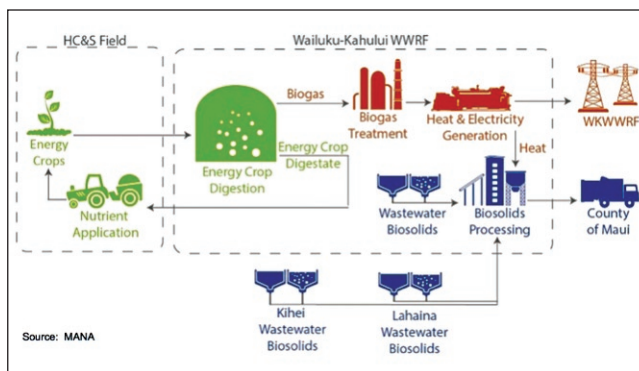 HC&S Field
Wailuku-Kahului WWRF
Energy
Crops
Nutrient
Application
Energy Crop
Digestion
Biogas
Energy Crop
Digestate
Biogas
Treatment
Heat & Electricity
Generation
WKWWRF
Heat
Wastewater
Biosolids
Biosolids
Processing
County
of Maui
Kihei
Wastewater
Biosolids
Lahaina
Wastewater
Biosolids
Source: MANA